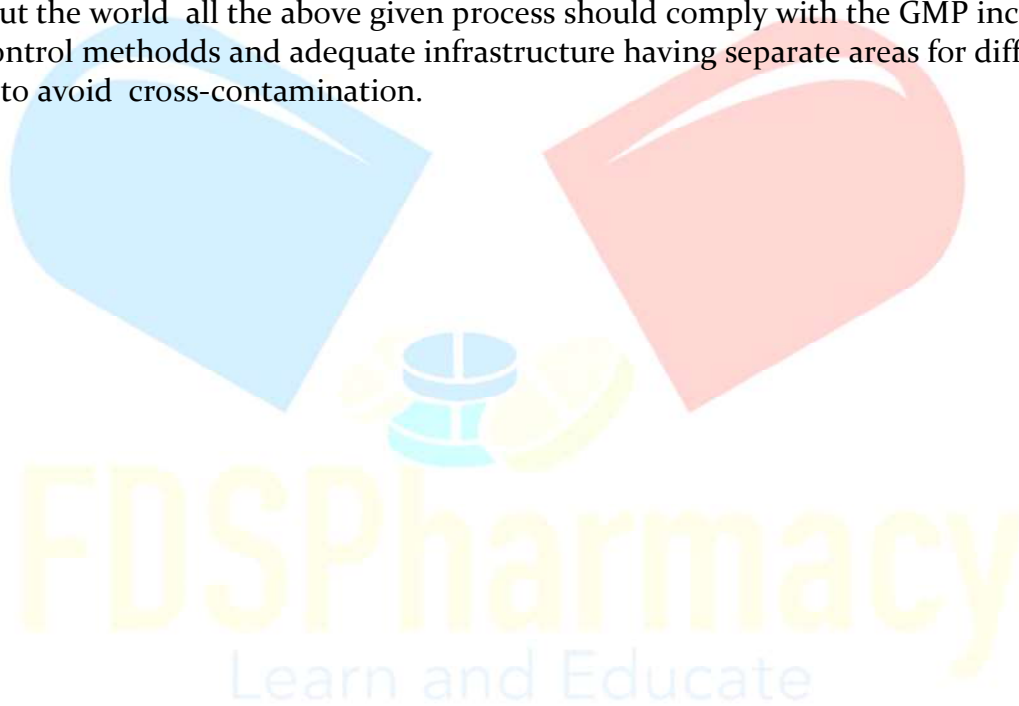 ut the world all the above given process should comply with the GMP inc
ontrol methodds and adequate infrastructure having separate areas for diff
to avoid cross-contamination.
FDSPharmacy
Learn and Educate